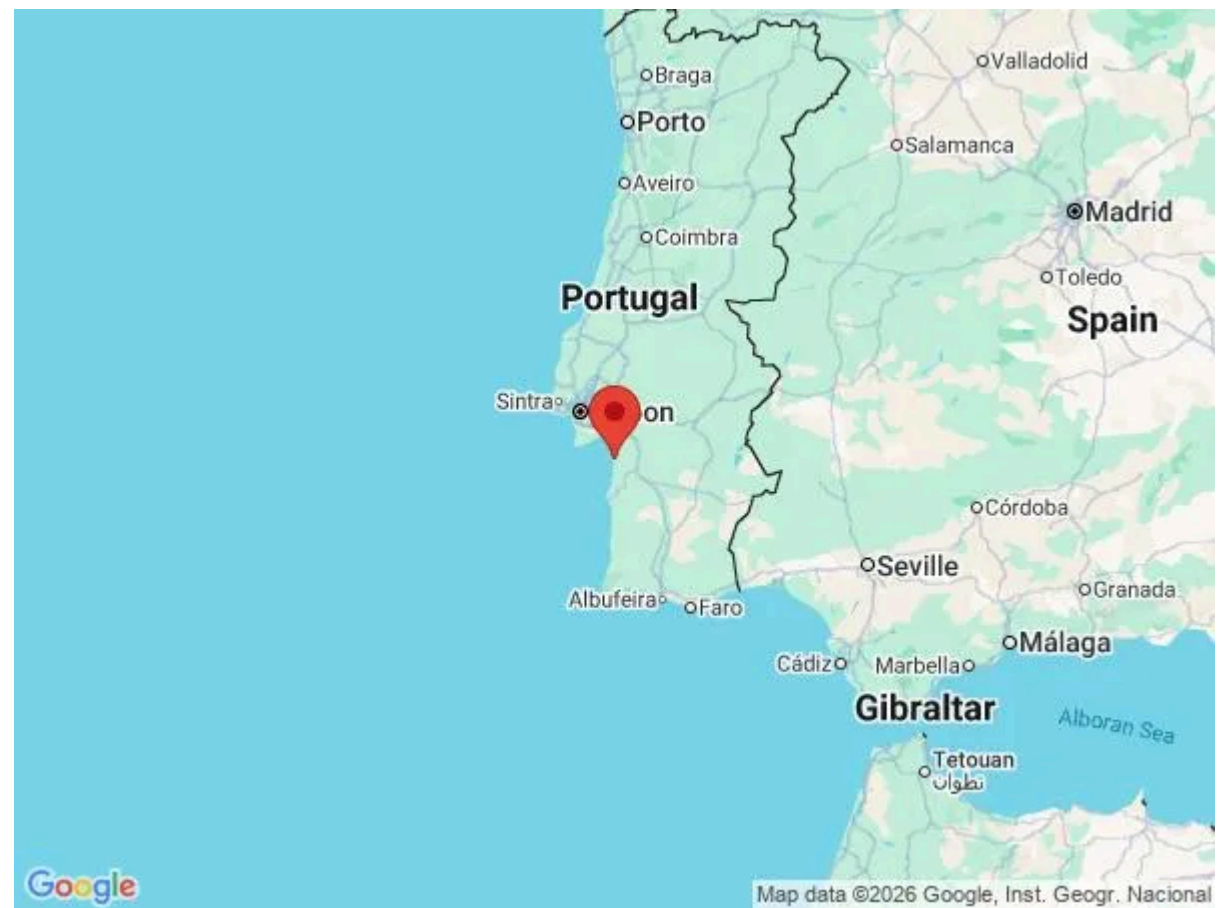 Braga
Valladolid
Porto
Salamanca
Aveiro
Madrid
Coimbra
Toledo
Portugal
Spain
Sintra
on
Córdoba
Seville
Granada
Albufeira
Faro
Málaga
Cádiz
Marbella
Gibraltar
Alboran Sea
Tetouan
تطوان
Google
Map data ©2026 Google, Inst. Geogr. Nacional